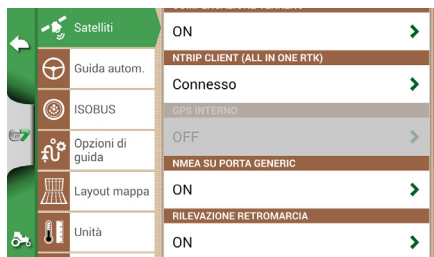 Satelliti
Guida autom.
ISOBUS
Opzioni di
guida
Layout mappa
Unità
ON
NTRIP CLIENT (ALL IN ONE RTK)
Connesso
GPS INTERNO
OFF
NMEA SU PORTA GENERIC
ON
RILEVAZIONE RETROMARCIA
ON